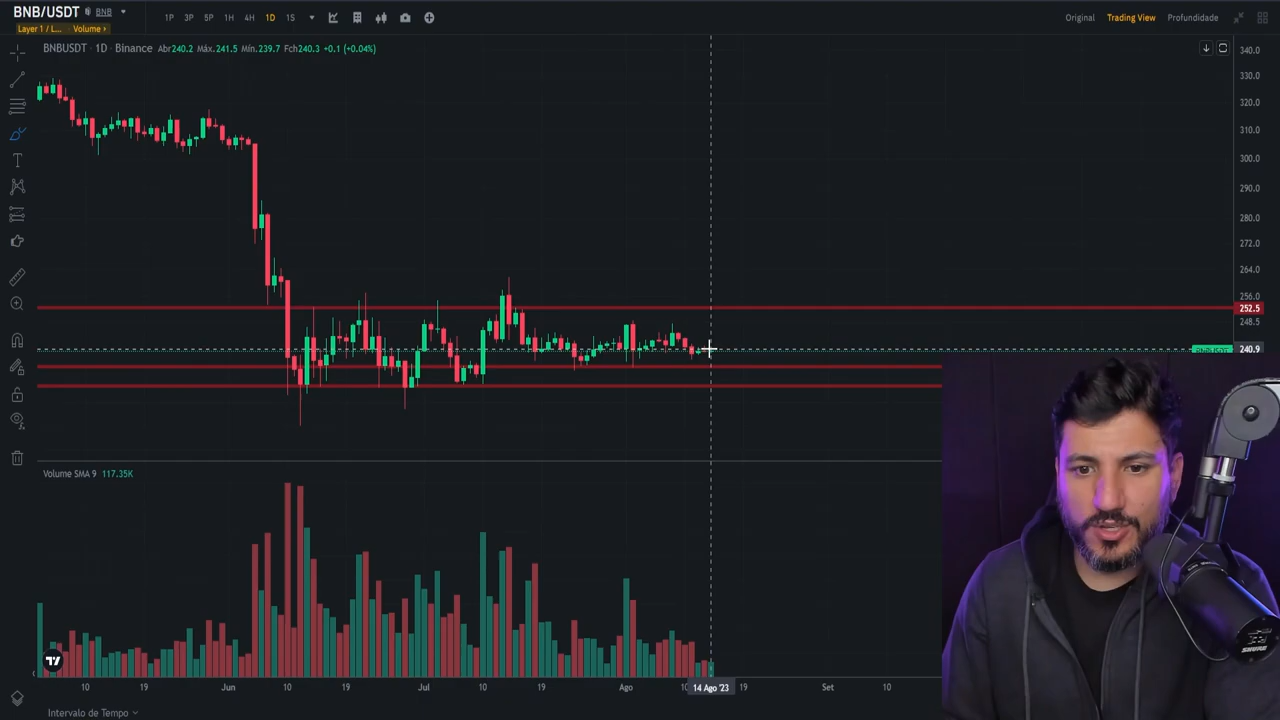 BNB/USDT BNB
Layer 1 / L... Volume ›
1P 3P 5P 1H 4H 1D 1S
Original Trading View Profundidade
BNBUSDT · 1D · Binance Abr240.2 Máx.241.5 Mín.239.7 Fch240.3 +0.1 (+0.04%)
340.0
330.0
320.0
310.0
300.0
290.0
280.0
272.0
264.0
256.0
252.5
248.5
240.9
Volume SMA 9 117.35K
10 19 Jun 10 19 Jul 10 19 Ago 14 Ago '23 19 Set 10
Intervalo de Tempo
SHURE